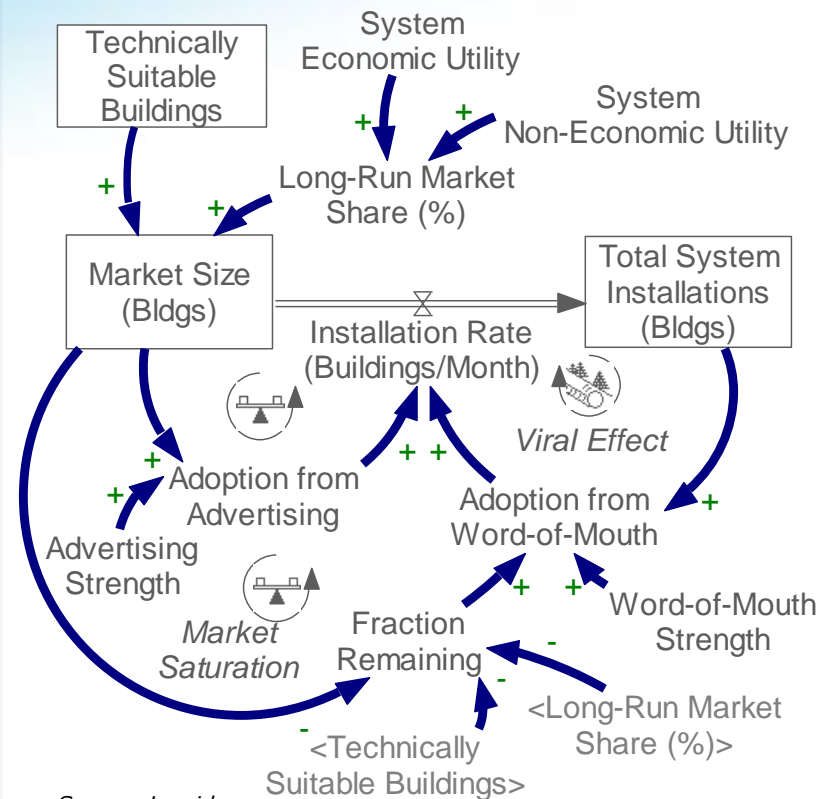 Technically
Suitable
Buildings
System
Economic Utility
System
Non-Economic Utility
+
+
+
+
Long-Run Market
Share (%)
Market Size
(Bldgs)
Total System
Installations
(Bldgs)
Installation Rate
(Buildings/Month)
Viral Effect
+
+
+
+
+
Adoption from
Advertising
Adoption from
Word-of-Mouth
Advertising
Strength
+
+
Word-of-Mouth
Strength
Market
Saturation
Fraction
Remaining
-
-
-
<Long-Run Market
Share (%)>
<Technically
Suitable Buildings>